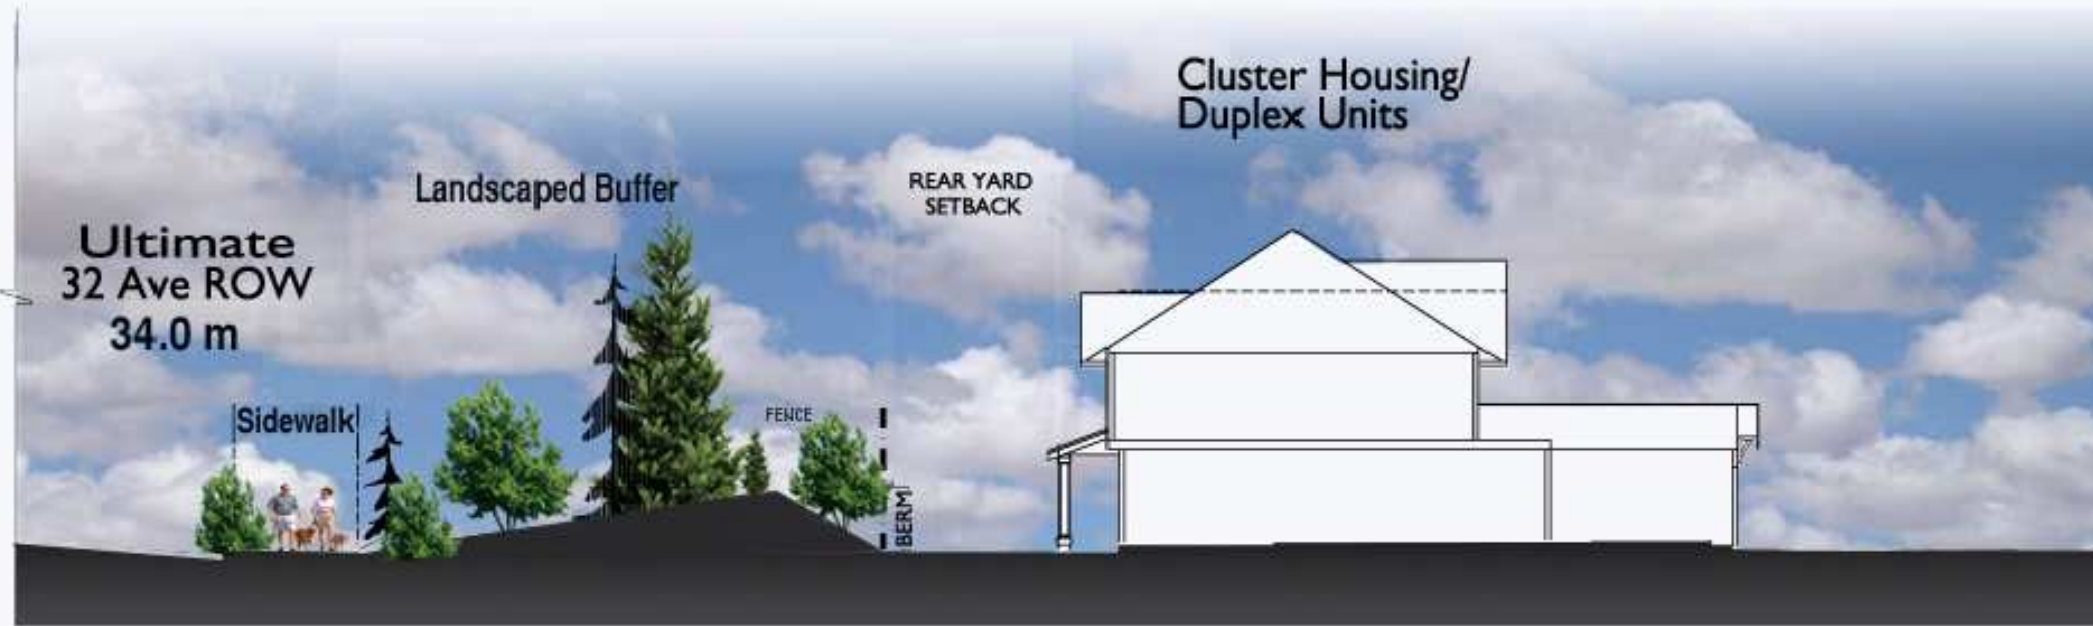 Cluster Housing/
Duplex Units
Landscaped Buffer
REAR YARD
SETBACK
Ultimate
32 Ave ROW
34.0 m
Sidewalk
FENCE
BERM